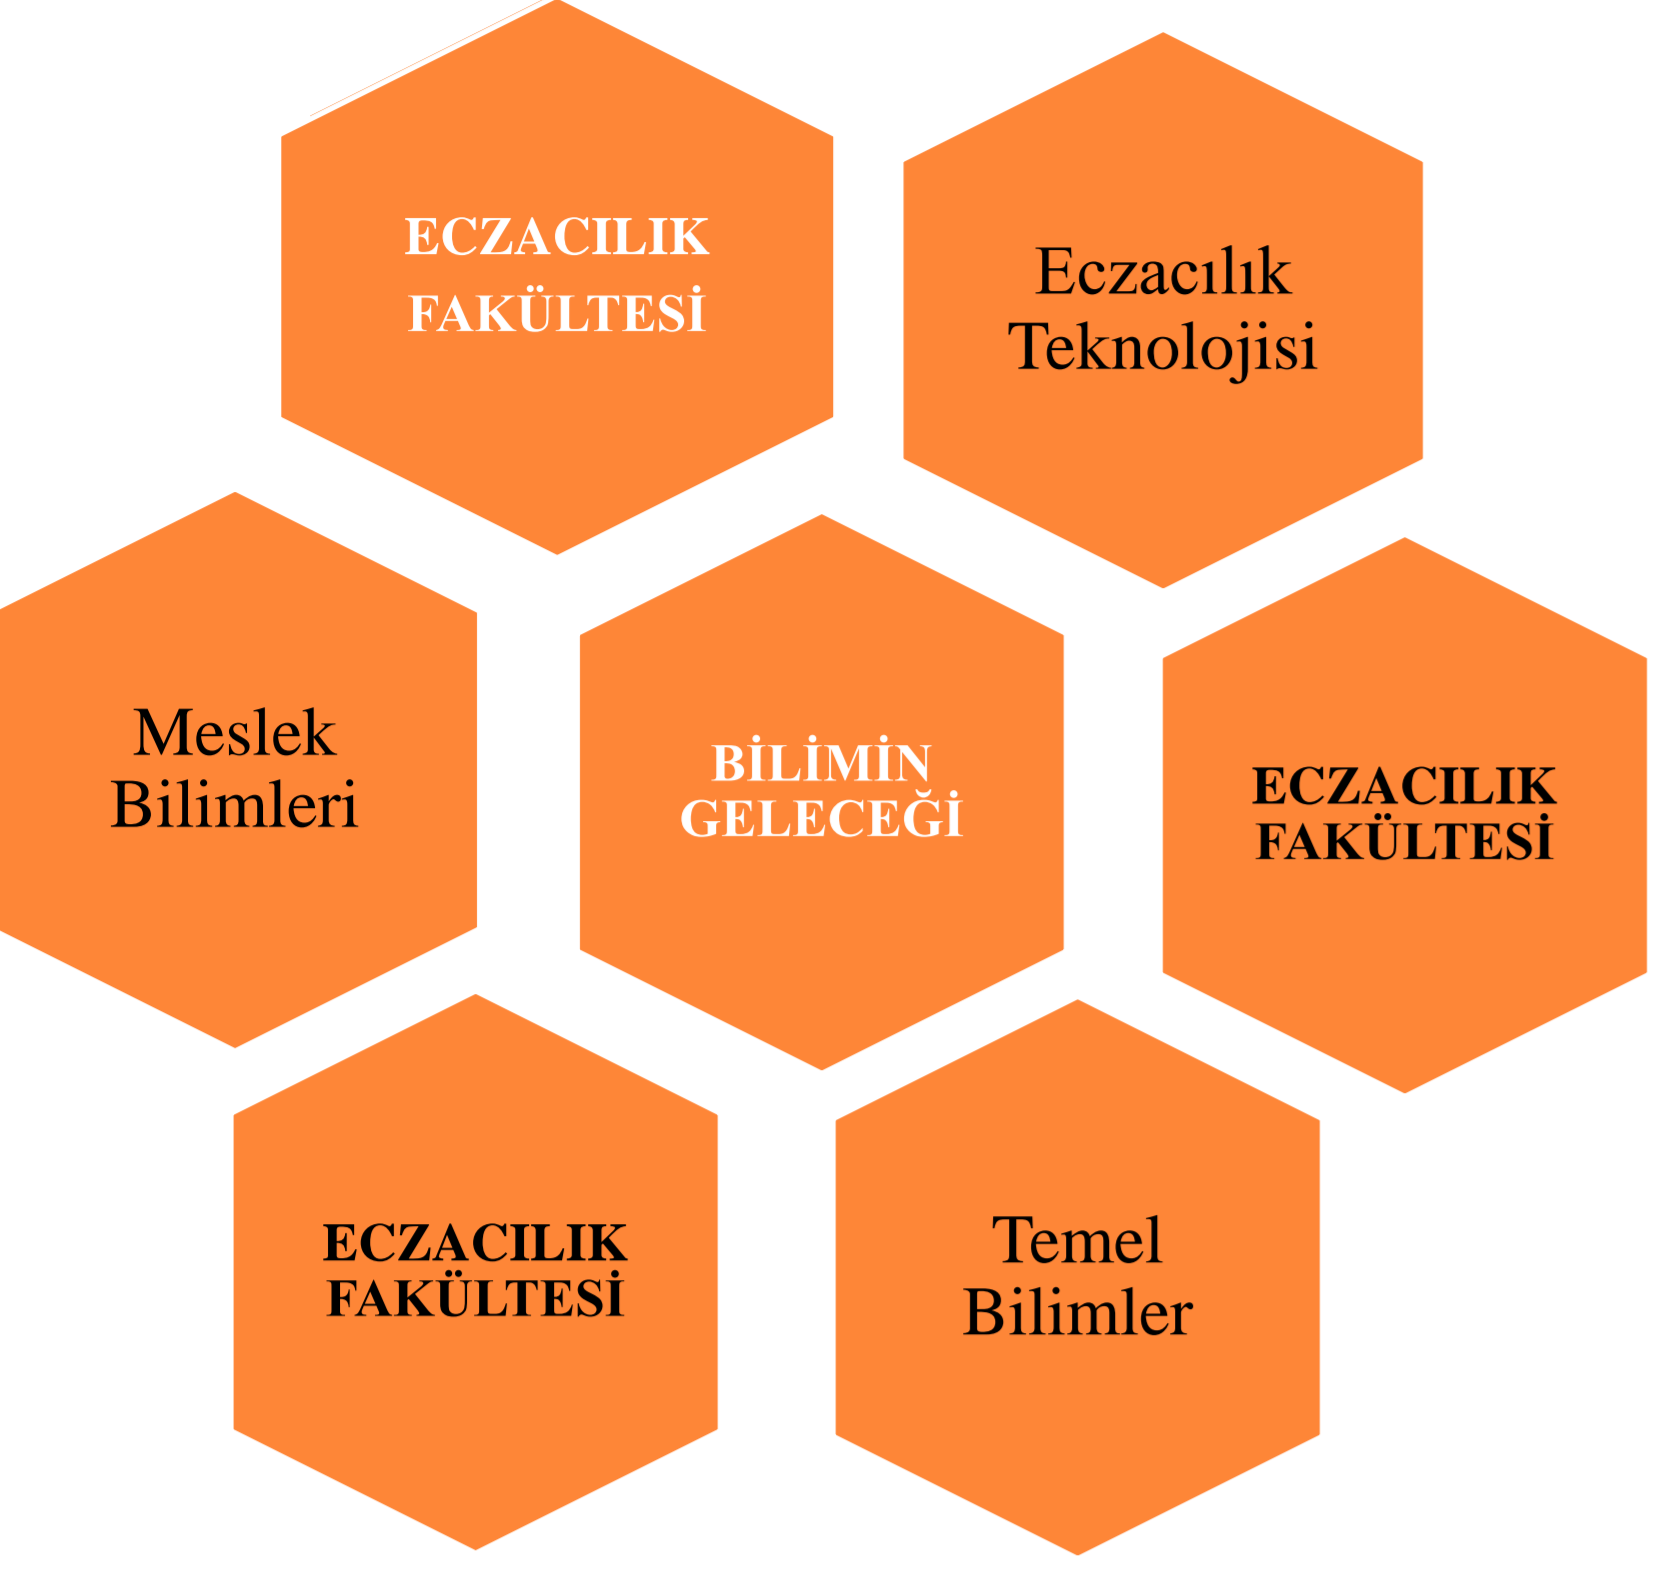 ECZACILIK
FAKÜLTESİ
Eczacılık
Teknolojisi
Meslek
Bilimleri
BİLİMİN
GELECEĞİ
ECZACILIK
FAKÜLTESİ
ECZACILIK
FAKÜLTESİ
Temel
Bilimler